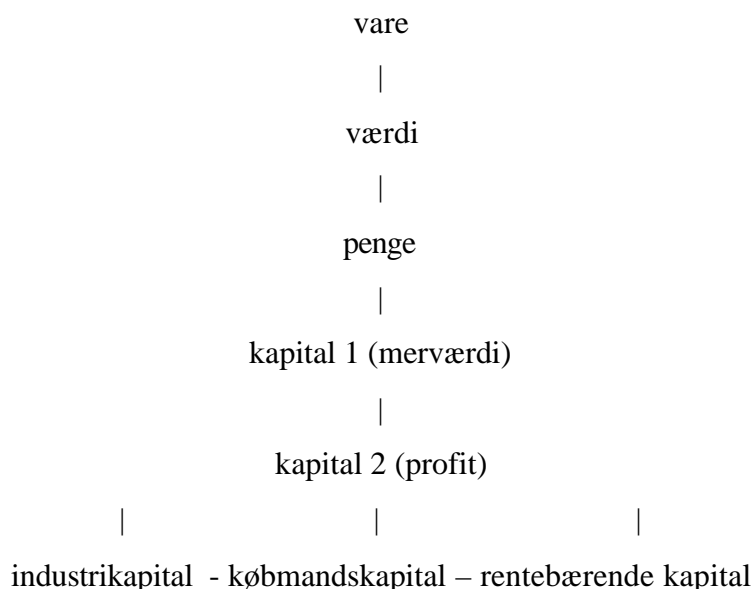 vare
|
værdi
|
penge
|
kapital 1 (merværdi)
|
kapital 2 (profit)
| | |
industrikapital - købmandskapital – rentebærende kapital